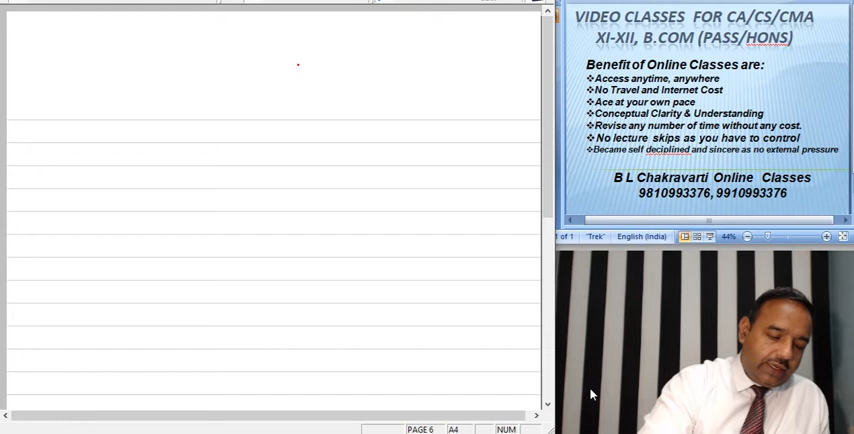 VIDEO CLASSES FOR CA/CS/CMA
XI-XII, B.COM (PASS/HONS)
Benefit of Online Classes are:
❖Access anytime, anywhere
❖No Travel and Internet Cost
❖Ace at your own pace
❖Conceptual Clarity & Understanding
❖Revise any number of time without any cost.
❖No lecture skips as you have to control
❖Became self deciplined and sincere as no external pressure
B L Chakravarti Online Classes
9810993376, 9910993376
1 of 1 "Trek" English (India) 44%
PAGE 6 A4 NUM